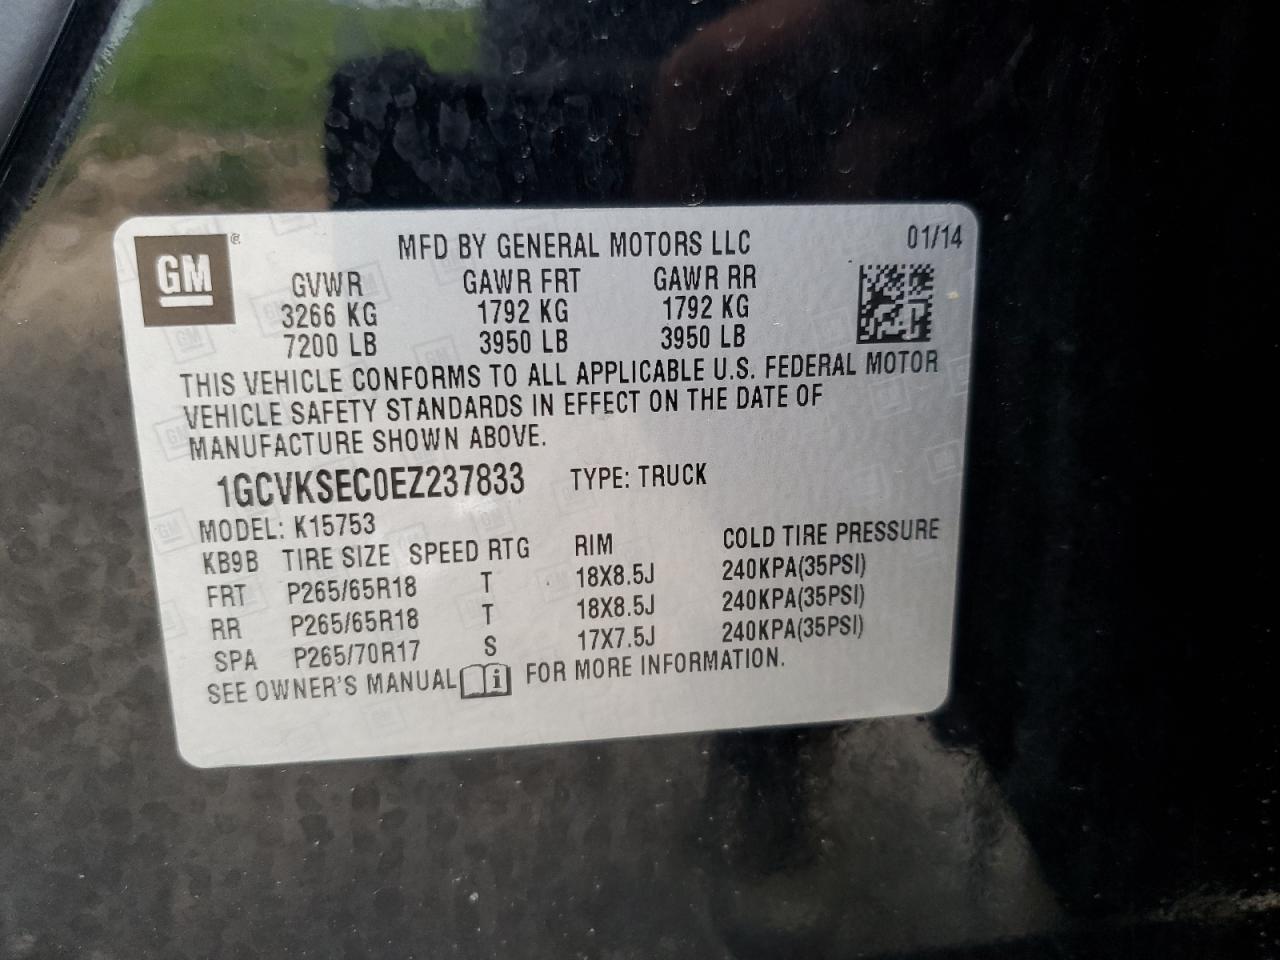 GM ® MFD BY GENERAL MOTORS LLC 01/14
GVWR GAWR FRT GAWR RR
3266 KG 1792 KG 1792 KG
7200 LB 3950 LB 3950 LB
THIS VEHICLE CONFORMS TO ALL APPLICABLE U.S. FEDERAL MOTOR
VEHICLE SAFETY STANDARDS IN EFFECT ON THE DATE OF
MANUFACTURE SHOWN ABOVE.
1GCVKSEC0EZ237833 TYPE: TRUCK
MODEL: K15753
KB9B TIRE SIZE SPEED RTG RIM COLD TIRE PRESSURE
FRT P265/65R18 T 18X8.5J 240KPA(35PSI)
RR P265/65R18 T 18X8.5J 240KPA(35PSI)
SPA P265/70R17 S 17X7.5J 240KPA(35PSI)
SEE OWNER'S MANUAL i FOR MORE INFORMATION.